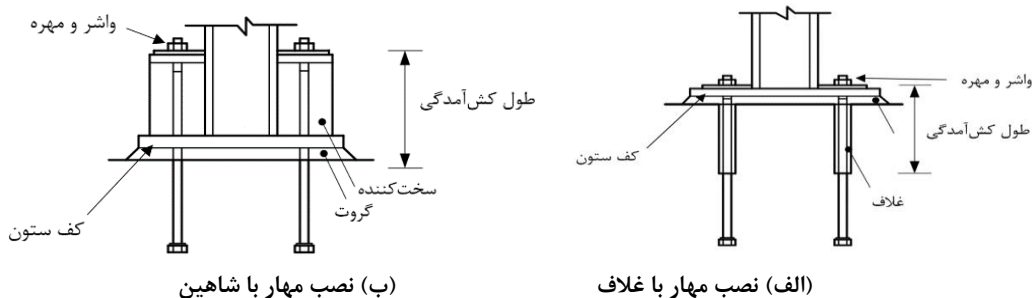 واشر و مهره
طول کش‌آمدگی
کف ستون
غلاف
(الف) نصب مهار با غلاف
واشر و مهره
طول کش‌آمدگی
سخت‌کننده
گروت
کف ستون
(ب) نصب مهار با شاهین